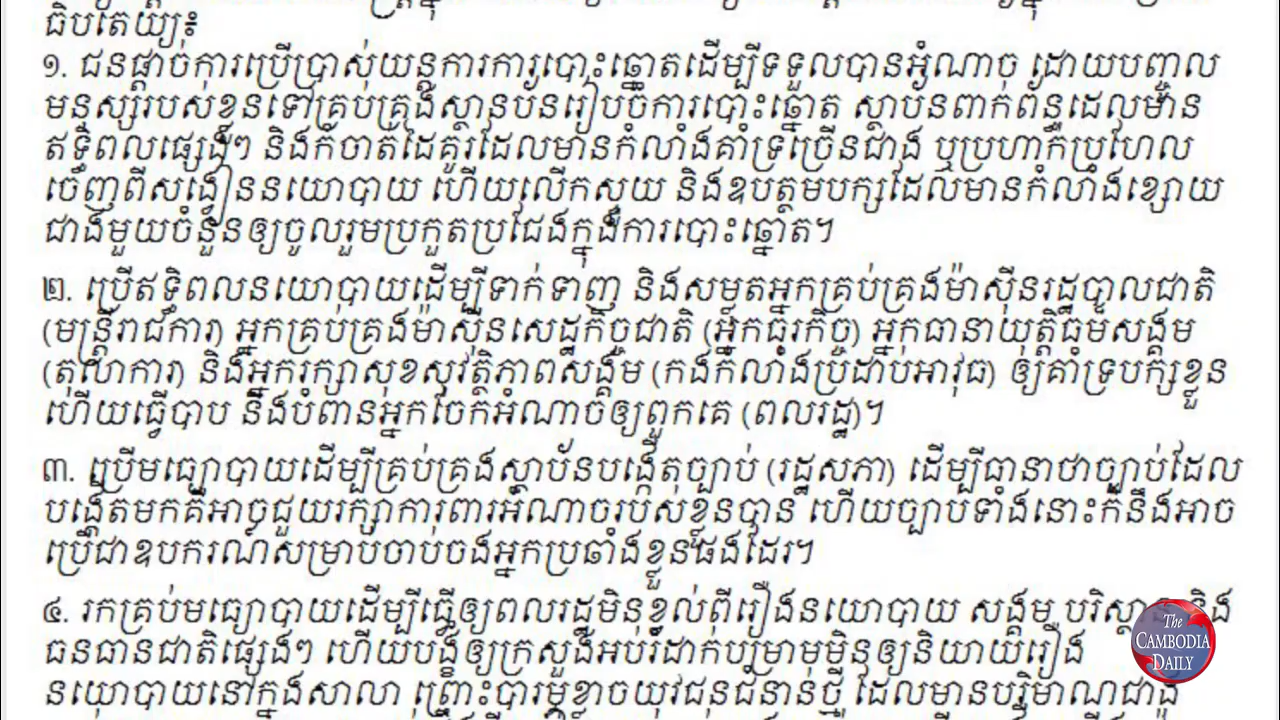 ធិបតេយ្យ៖
១. ជនផ្តាច់ការប្រើប្រាស់យន្តការការបោះឆ្នោតដើម្បីទទួលបានអំណាច ដោយបញ្ចូល
មនុស្សរបស់ខ្លួនទៅគ្រប់គ្រងស្ថាប័នរៀបចំការបោះឆ្នោត ស្ថាប័នពាក់ព័ន្ធដែលមាន
ឥទ្ធិពលផ្សេងៗ និងកំចាត់ដៃគូរដែលមានកំលាំងគាំទ្រច្រើនជាង ឬប្រហាក់ប្រហែល
ចេញពីសង្វៀននយោបាយ ហើយលើកស្ទួយ និងឧបត្ថមបក្សដែលមានកំលាំងខ្សោយ
ជាងមួយចំនួនឲ្យចូលរួមប្រកួតប្រជែងក្នុងការបោះឆ្នោត។
២. ប្រើឥទ្ធិពលនយោបាយដើម្បីទាក់ទាញ និងសម្លុតអ្នកគ្រប់គ្រងម៉ាស៊ីនរដ្ឋបាលជាតិ
(មន្ត្រីរាជការ) អ្នកគ្រប់គ្រងម៉ាស៊ីនសេដ្ឋកិច្ចជាតិ (អ្នកធុរកិច្ច) អ្នកធានាយុត្តិធម៌សង្គម
(តុលាការ) និងអ្នករក្សាសុខសុវត្ថិភាពសង្គម (កងកំលាំងប្រដាប់អាវុធ) ឲ្យគាំទ្របក្សខ្លួន
ហើយធ្វើបាប និងបំពានអ្នកចែកអំណាចឲ្យពួកគេ (ពលរដ្ឋ)។
៣. ប្រើមធ្យោបាយដើម្បីគ្រប់គ្រងស្ថាប័នបង្កើតច្បាប់ (រដ្ឋសភា) ដើម្បីធានាថាច្បាប់ដែល
បង្កើតមកគឺអាចជួយរក្សាការពារអំណាចរបស់ខ្លួនបាន ហើយច្បាប់ទាំងនោះក៏នឹងអាច
ប្រើជាឧបករណ៍សម្រាប់ចាប់ចងអ្នកប្រឆាំងខ្លួនផងដែរ។
៤. រកគ្រប់មធ្យោបាយដើម្បីធ្វើឲ្យពលរដ្ឋមិនខ្វល់ពីរឿងនយោបាយ សង្គម បរិស្ថាន និង
ធនធានជាតិផ្សេងៗ ហើយបង្ខំឲ្យក្រសួងអប់រំដាក់បម្រាមមិនឲ្យនិយាយរឿង
នយោបាយនៅក្នុងសាលា ព្រោះបារម្ភខ្លាចយុវជនជំនាន់ថ្មី ដែលមានបរិមាណជាង
The
CAMBODIA
DAILY